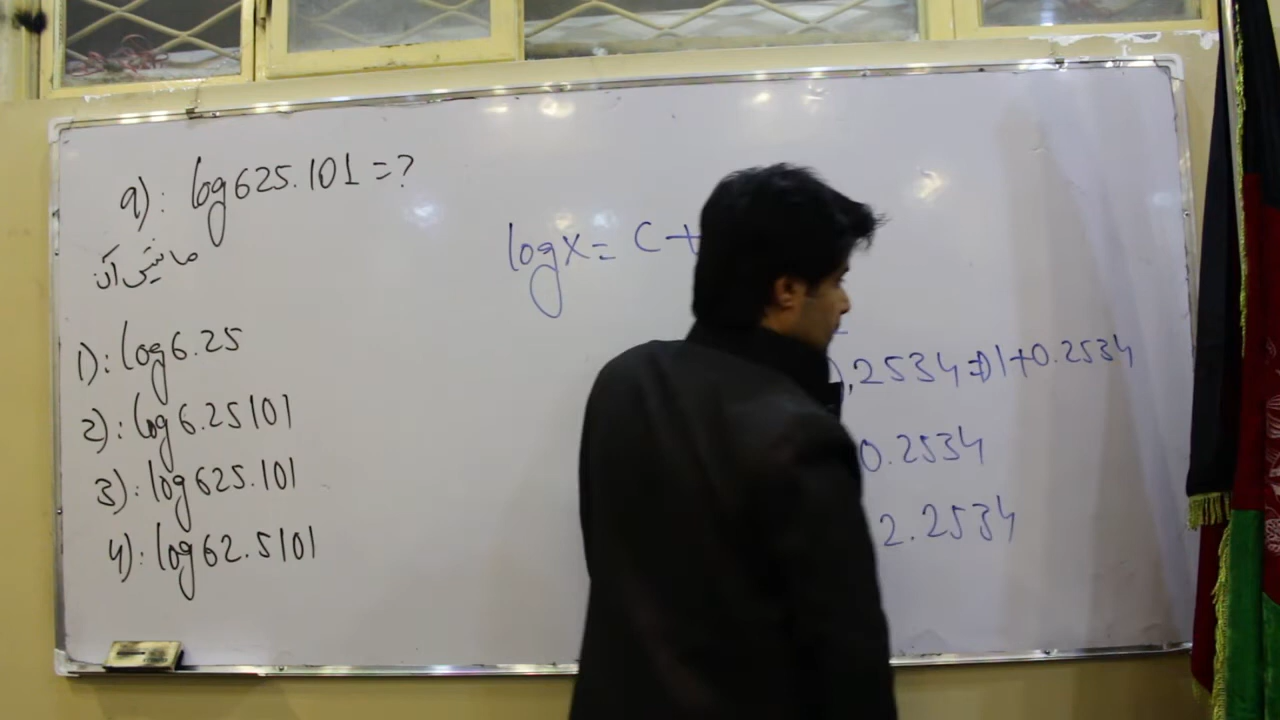 9): log625.101=?
مانتیس آن
1): log6.25
2): log6.25101
3): log625.101
4): log62.5101
logx= C+
,2534⇒1+0.2534
0.2534
2.2534